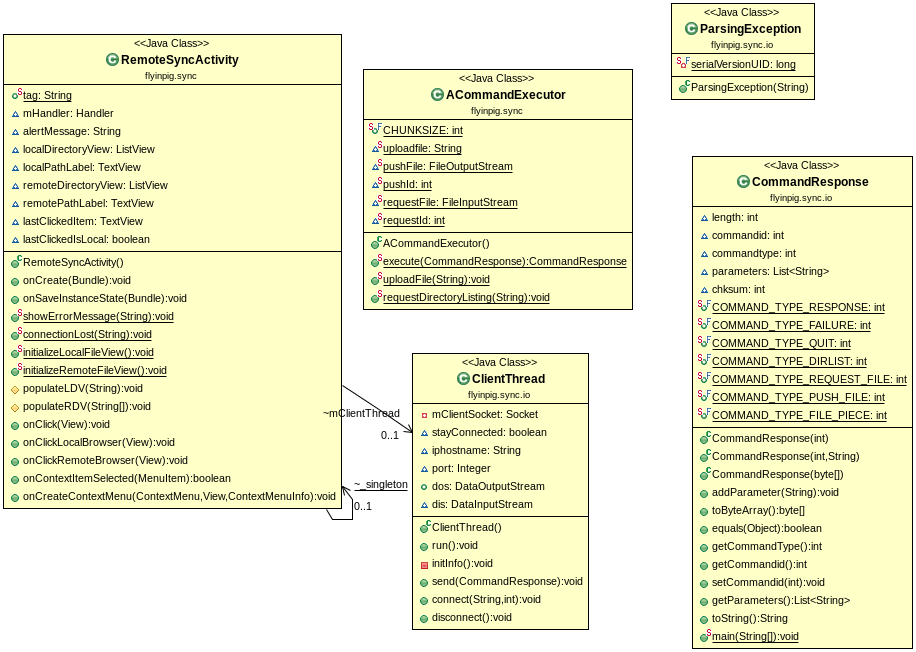 <<Java Class>>
RemoteSyncActivity
flyinpig.sync
tag: String
mHandler: Handler
alertMessage: String
localDirectoryView: ListView
localPathLabel: TextView
remoteDirectoryView: ListView
remotePathLabel: TextView
lastClickedItem: TextView
lastClickedIsLocal: boolean
RemoteSyncActivity()
onCreate(Bundle):void
onSaveInstanceState(Bundle):void
showErrorMessage(String):void
connectionLost(String):void
initializeLocalFileView():void
initializeRemoteFileView():void
populateLDV(String):void
populateRDV(String[]):void
onClick(View):void
onClickLocalBrowser(View):void
onClickRemoteBrowser(View):void
onContextItemSelected(MenuItem):boolean
onCreateContextMenu(ContextMenu,View,ContextMenuInfo):void
~mClientThread
0..1
~_singleton
0..1
<<Java Class>>
ACommandExecutor
flyinpig.sync
CHUNKSIZE: int
uploadfile: String
pushFile: FileOutputStream
pushId: int
requestFile: FileInputStream
requestId: int
ACommandExecutor()
execute(CommandResponse):CommandResponse
uploadFile(String):void
requestDirectoryListing(String):void
<<Java Class>>
ClientThread
flyinpig.sync.io
mClientSocket: Socket
stayConnected: boolean
iphostname: String
port: Integer
dos: DataOutputStream
dis: DataInputStream
ClientThread()
run():void
initInfo():void
send(CommandResponse):void
connect(String,int):void
disconnect():void
<<Java Class>>
ParsingException
flyinpig.sync.io
serialVersionUID: long
ParsingException(String)
<<Java Class>>
CommandResponse
flyinpig.sync.io
length: int
commandid: int
commandtype: int
parameters: List<String>
chksum: int
COMMAND_TYPE_RESPONSE: int
COMMAND_TYPE_FAILURE: int
COMMAND_TYPE_QUIT: int
COMMAND_TYPE_DIRLIST: int
COMMAND_TYPE_REQUEST_FILE: int
COMMAND_TYPE_PUSH_FILE: int
COMMAND_TYPE_FILE_PIECE: int
CommandResponse(int)
CommandResponse(int,String)
CommandResponse(byte[])
addParameter(String):void
toByteArray():byte[]
equals(Object):boolean
getCommandType():int
getCommandid():int
setCommandid(int):void
getParameters():List<String>
toString():String
main(String[]):void